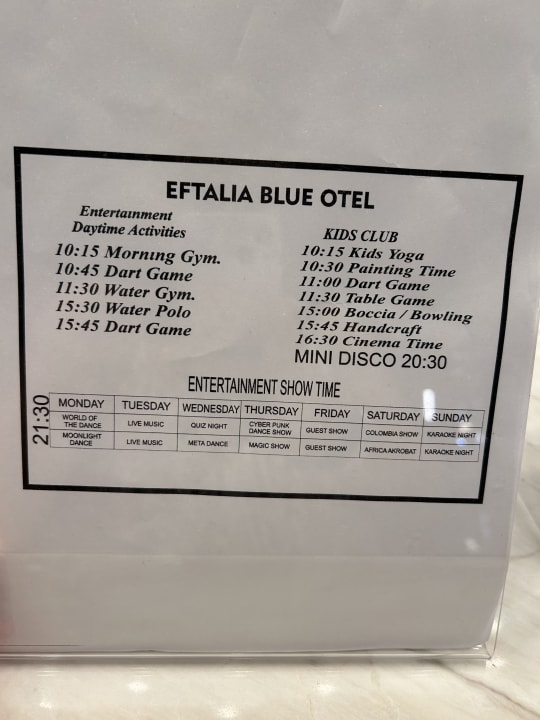 EFTALIA BLUE OTEL
Entertainment
Daytime Activities
10:15 Mornıng Gym.
10:45 Dart Game
11:30 Water Gym.
15:30 Water Polo
15:45 Dart Game
KIDS CLUB
10:15 Kids Yoga
10:30 Painting Time
11:00 Dart Game
11:30 Table Game
15:00 Boccia / Bowling
15:45 Handcraft
16:30 Cinema Time
MINI DISCO 20:30
ENTERTAINMENT SHOW TIME
21:30
MONDAY TUESDAY WEDNESDAY THURSDAY FRIDAY SATURDAY SUNDAY
WORLD OF THE DANCE LIVE MUSIC QUIZ NIGHT CYBER PUNK DANCE SHOW GUEST SHOW COLOMBIA SHOW KARAOKE NIGHT
MOONLIGHT DANCE LIVE MUSIC META DANCE MAGIC SHOW GUEST SHOW AFRICA AKROBAT KARAOKE NIGHT